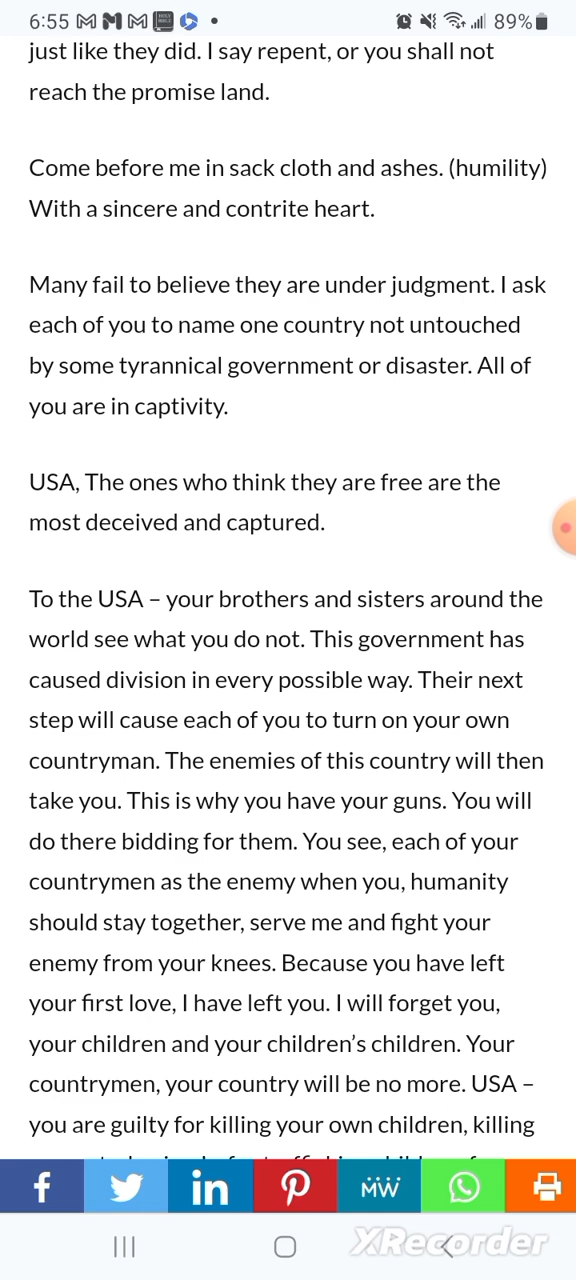 6:55
89%
just like they did. I say repent, or you shall not
reach the promise land.
Come before me in sack cloth and ashes. (humility)
With a sincere and contrite heart.
Many fail to believe they are under judgment. I ask
each of you to name one country not untouched
by some tyrannical government or disaster. All of
you are in captivity.
USA, The ones who think they are free are the
most deceived and captured.
To the USA – your brothers and sisters around the
world see what you do not. This government has
caused division in every possible way. Their next
step will cause each of you to turn on your own
countryman. The enemies of this country will then
take you. This is why you have your guns. You will
do there bidding for them. You see, each of your
countrymen as the enemy when you, humanity
should stay together, serve me and fight your
enemy from your knees. Because you have left
your first love, I have left you. I will forget you,
your children and your children’s children. Your
countrymen, your country will be no more. USA –
you are guilty for killing your own children, killing
f
in
MW
XRecorder